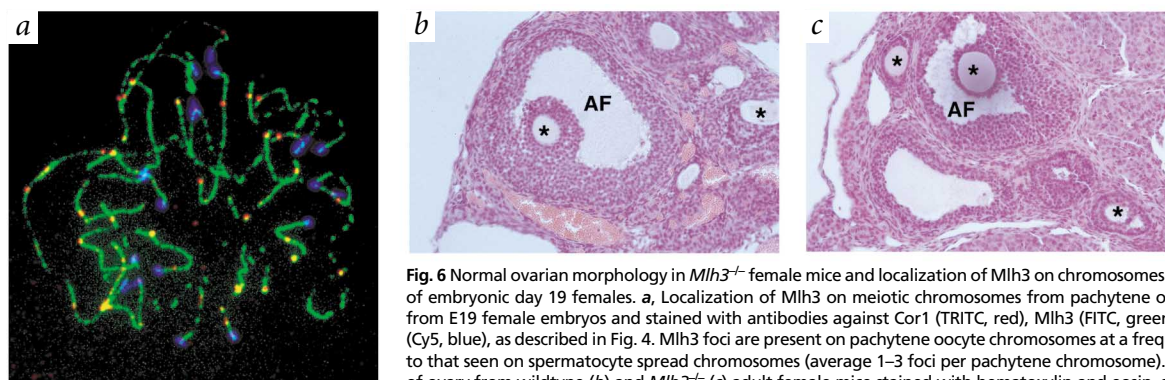 a
b
c
AF
*
*
*
*
AF
*
Fig. 6 Normal ovarian morphology in Mlh3–/– female mice and localization of Mlh3 on chromosomes
of embryonic day 19 females. a, Localization of Mlh3 on meiotic chromosomes from pachytene o
from E19 female embryos and stained with antibodies against Cor1 (TRITC, red), Mlh3 (FITC, green
(Cy5, blue), as described in Fig. 4. Mlh3 foci are present on pachytene oocyte chromosomes at a freq
to that seen on spermatocyte spread chromosomes (average 1–3 foci per pachytene chromosome).